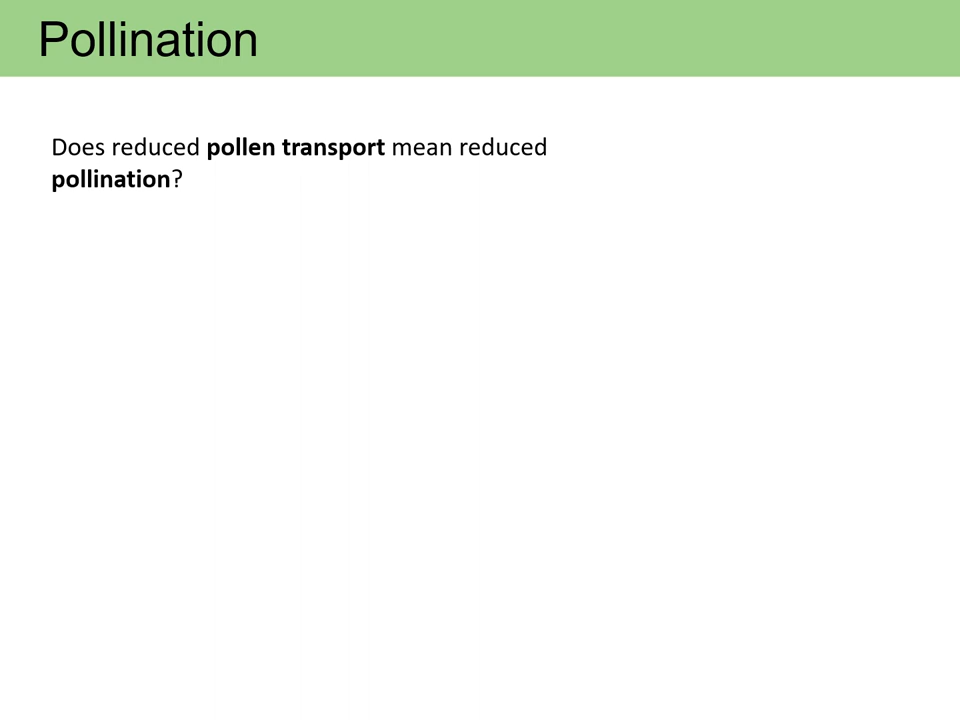 Pollination
Does reduced pollen transport mean reduced
pollination?